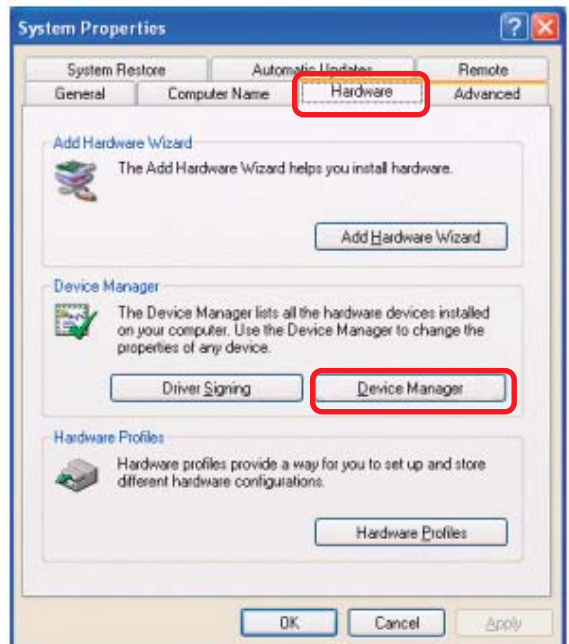 System Properties
System Restore Automatic Updates Remote
General Computer Name Hardware Advanced
Add Hardware Wizard
The Add Hardware Wizard helps you install hardware.
Add Hardware Wizard
Device Manager
The Device Manager lists all the hardware devices installed
on your computer. Use the Device Manager to change the
properties of any device.
Driver Signing Device Manager
Hardware Profiles
Hardware profiles provide a way for you to set up and store
different hardware configurations.
Hardware Profiles
OK Cancel Apply